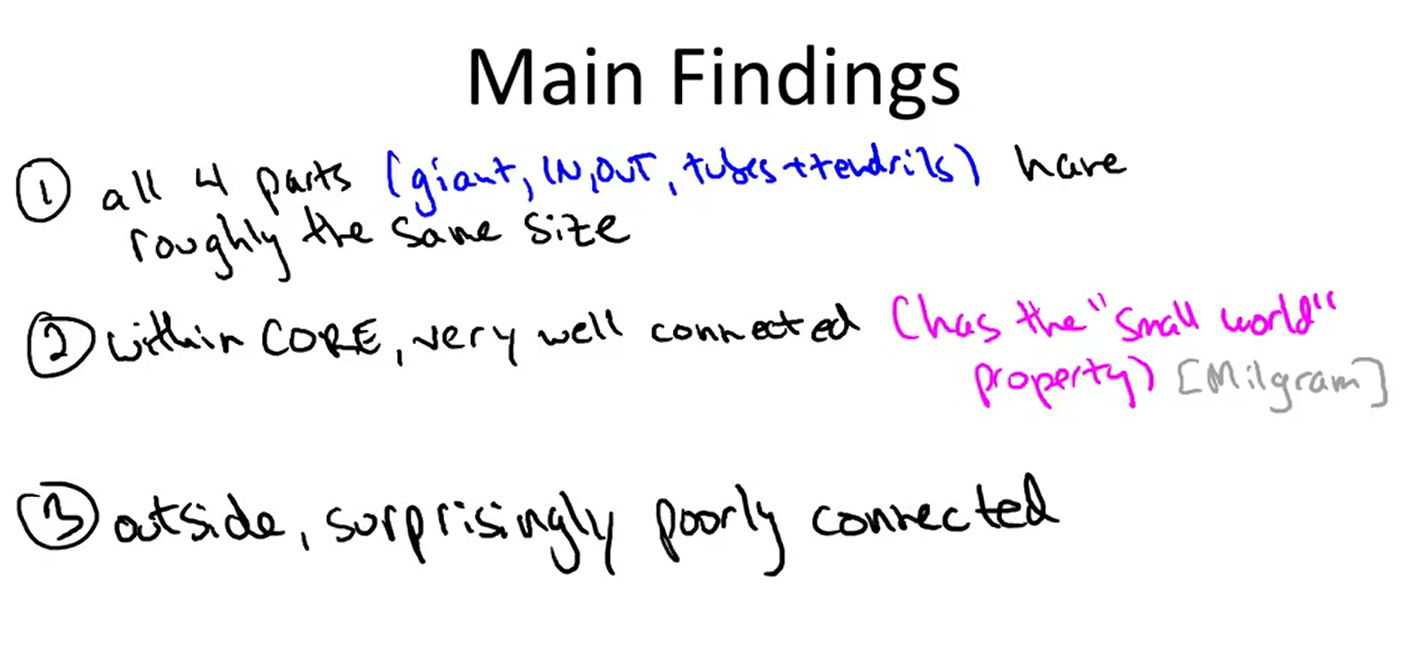 Main Findings
① all 4 parts (giant, IN, OUT, tubes + tendrils) have
roughly the same size
② within CORE, very well connected (has the "small world"
property) [Milgram]
③ outside, surprisingly poorly connected